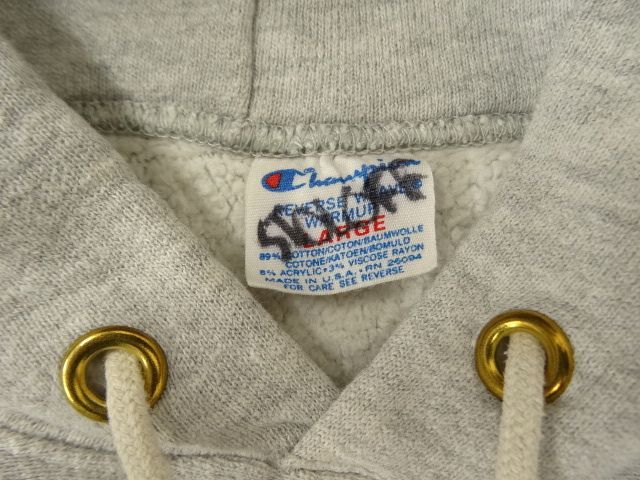 Champion
REVERSE WEAVE®
WARMUP
LARGE
89% COTTON/COTON/BAUMWOLLE
COTONE/KATOEN/BOMULD
8% ACRYLIC•3% VISCOSE RAYON
MADE IN U.S.A.•RN 26094
FOR CARE SEE REVERSE